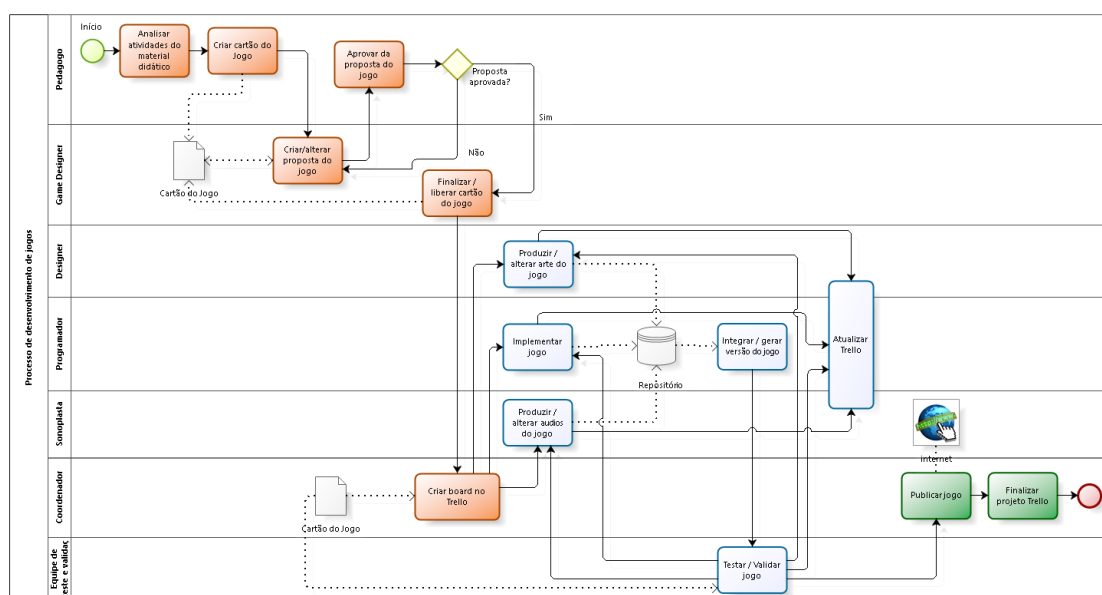 Processo de desenvolvimento de jogos
Pedagogo
Início
Analisar
atividades do
material
didático
Criar cartão do
Jogo
Aprovar da
proposta do
jogo
Proposta
aprovada?
Sim
Não
Game Designer
Cartão do Jogo
Criar/alterar
proposta do
jogo
Finalizar /
liberar cartão
do jogo
Designer
Produzir /
alterar arte do
jogo
Programador
Implementar
jogo
Repositório
Integrar / gerar
versão do jogo
Atualizar
Trello
Sonoplasta
Produzir /
alterar audios
do jogo
internet
Coordenador
Cartão do Jogo
Criar board no
Trello
Publicar jogo
Finalizar
projeto Trello
Equipe de
este e validaç
Testar / Validar
jogo